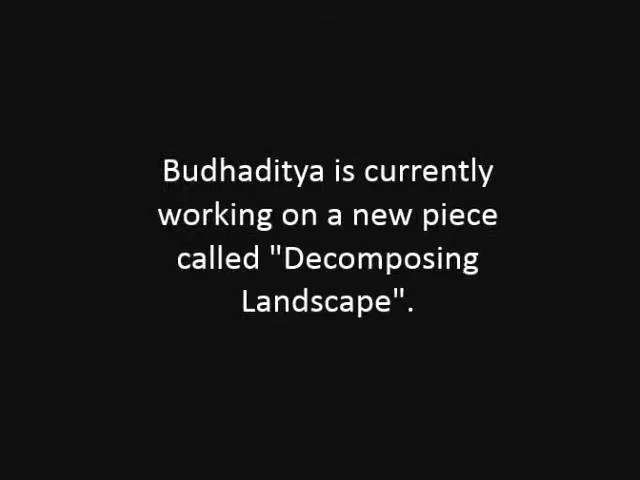 Budhaditya is currently
working on a new piece
called "Decomposing
Landscape".